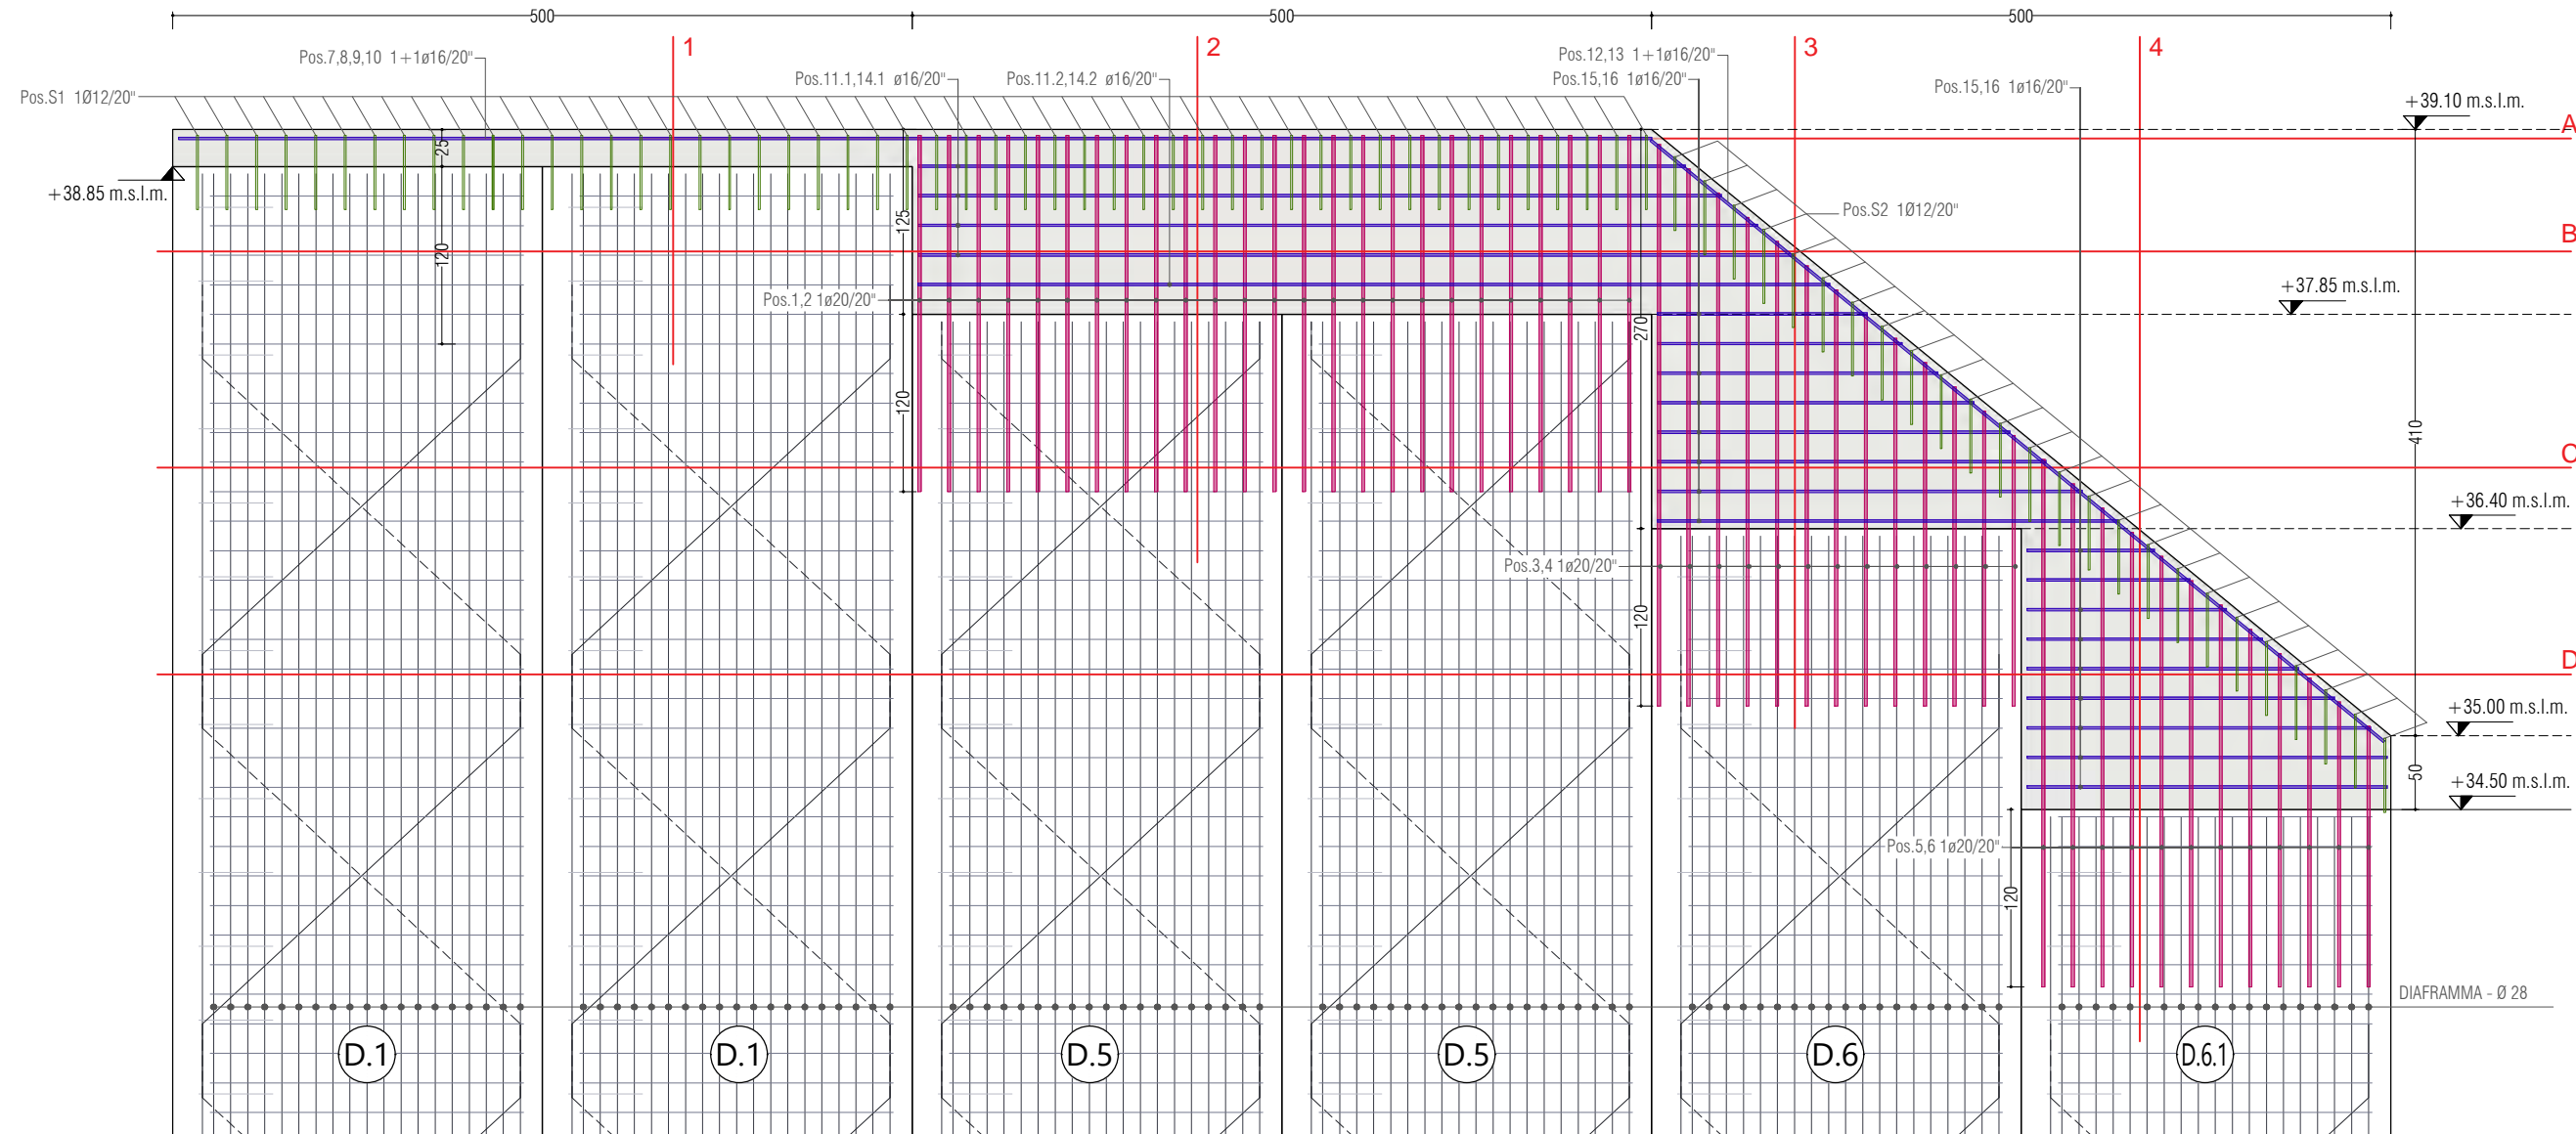 500
500
500
1
2
3
4
Pos.7,8,9,10 1+1ø16/20"
Pos.12,13 1+1ø16/20"
Pos.11.1,14.1 ø16/20"
Pos.11.2,14.2 ø16/20"
Pos.15,16 1ø16/20"
Pos.15,16 1ø16/20"
Pos.S1 1Ø12/20"
+39.10 m.s.l.m.
A
25
+38.85 m.s.l.m.
125
Pos.S2 1Ø12/20"
B
120
+37.85 m.s.l.m.
Pos.1,2 1ø20/20"
270
120
410
C
+36.40 m.s.l.m.
Pos.3,4 1ø20/20"
120
D
+35.00 m.s.l.m.
50
+34.50 m.s.l.m.
Pos.5,6 1ø20/20"
120
DIAFRAMMA - Ø 28
D.1
D.1
D.5
D.5
D.6
D.6.1